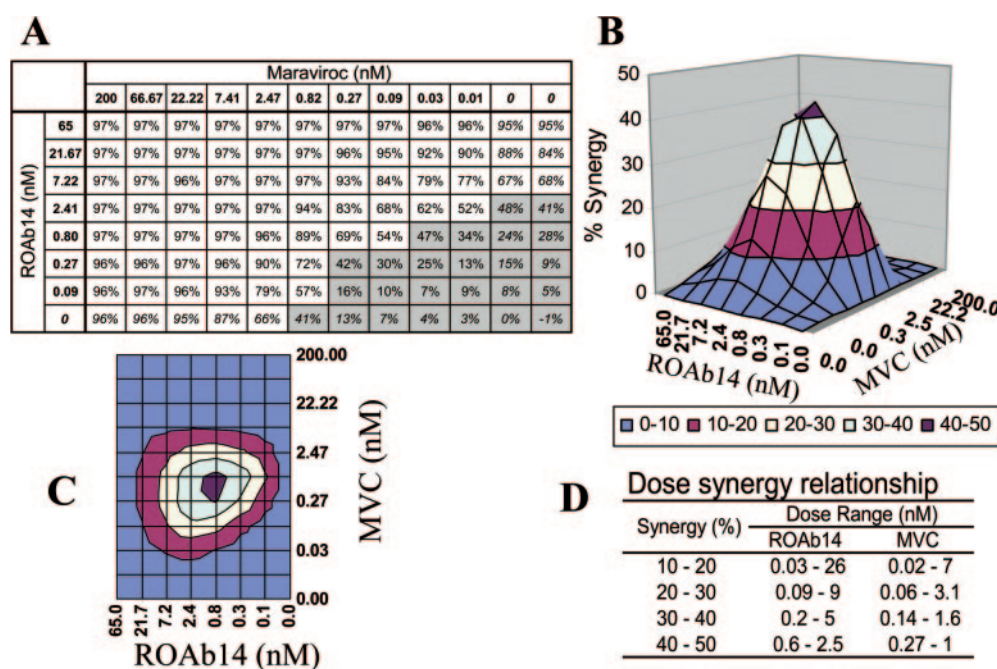 A
Maraviroc (nM)
200 66.67 22.22 7.41 2.47 0.82 0.27 0.09 0.03 0.01 0 0
ROAb14 (nM)
65 97% 97% 97% 97% 97% 97% 97% 97% 96% 96% 95% 95%
21.67 97% 97% 97% 97% 97% 97% 96% 95% 92% 90% 88% 84%
7.22 97% 97% 96% 97% 97% 97% 93% 84% 79% 77% 67% 68%
2.41 97% 97% 97% 97% 97% 94% 83% 68% 62% 52% 48% 41%
0.80 97% 97% 97% 97% 96% 89% 69% 54% 47% 34% 24% 28%
0.27 96% 96% 97% 96% 90% 72% 42% 30% 25% 13% 15% 9%
0.09 96% 97% 96% 93% 79% 57% 16% 10% 7% 9% 8% 5%
0 96% 96% 95% 87% 66% 41% 13% 7% 4% 3% 0% -1%
B
% Synergy
50
40
30
20
10
0
65.0 21.7 7.2 2.4 0.8 0.3 0.1 0.0
ROAb14 (nM)
0.0 0.0 0.3 2.5 22.2 200.0
MVC (nM)
0-10 10-20 20-30 30-40 40-50
C
200.00
22.22
2.47
0.27
0.03
0.00
MVC (nM)
65.0 21.7 7.2 2.4 0.8 0.3 0.1 0.0
ROAb14 (nM)
D
Dose synergy relationship
Synergy (%) Dose Range (nM)
ROAb14 MVC
10 - 20 0.03 - 26 0.02 - 7
20 - 30 0.09 - 9 0.06 - 3.1
30 - 40 0.2 - 5 0.14 - 1.6
40 - 50 0.6 - 2.5 0.27 - 1